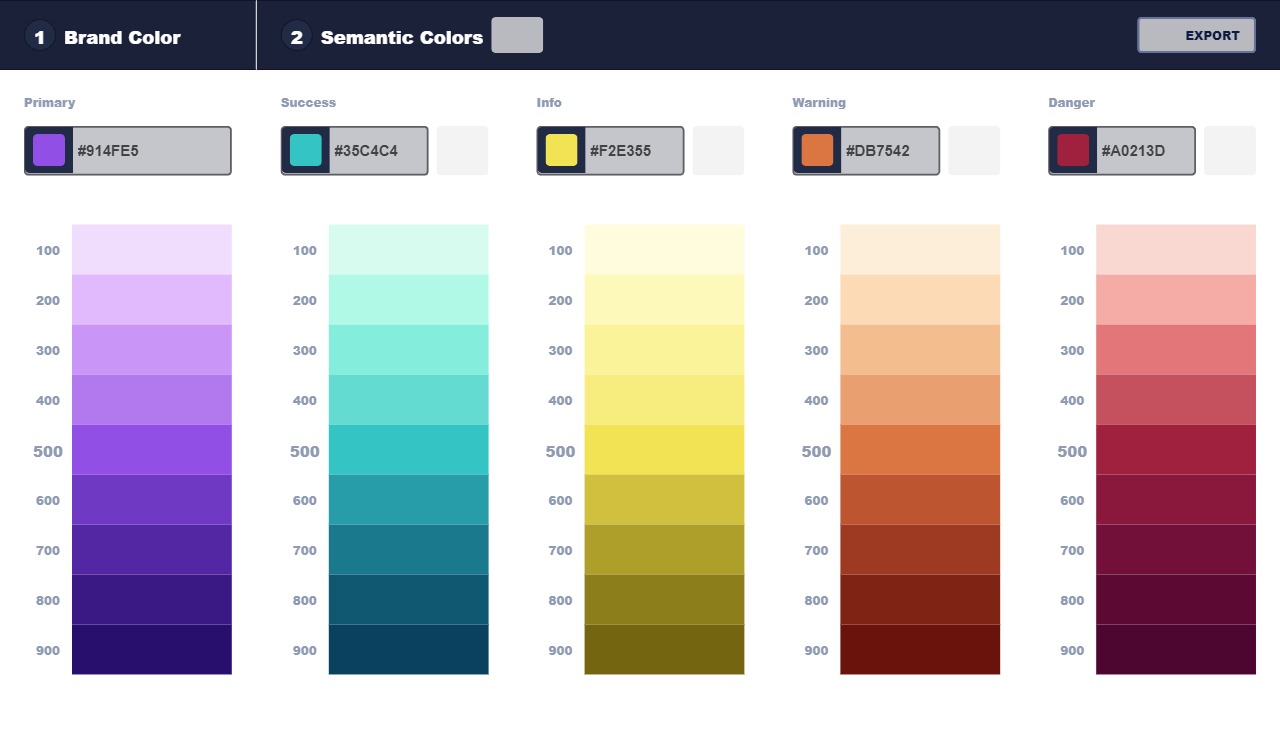 1 Brand Color
2 Semantic Colors
EXPORT
Primary
Success
Info
Warning
Danger
#914FE5
#35C4C4
#F2E355
#DB7542
#A0213D
100 100 100 100 100
200 200 200 200 200
300 300 300 300 300
400 400 400 400 400
500 500 500 500 500
600 600 600 600 600
700 700 700 700 700
800 800 800 800 800
900 900 900 900 900